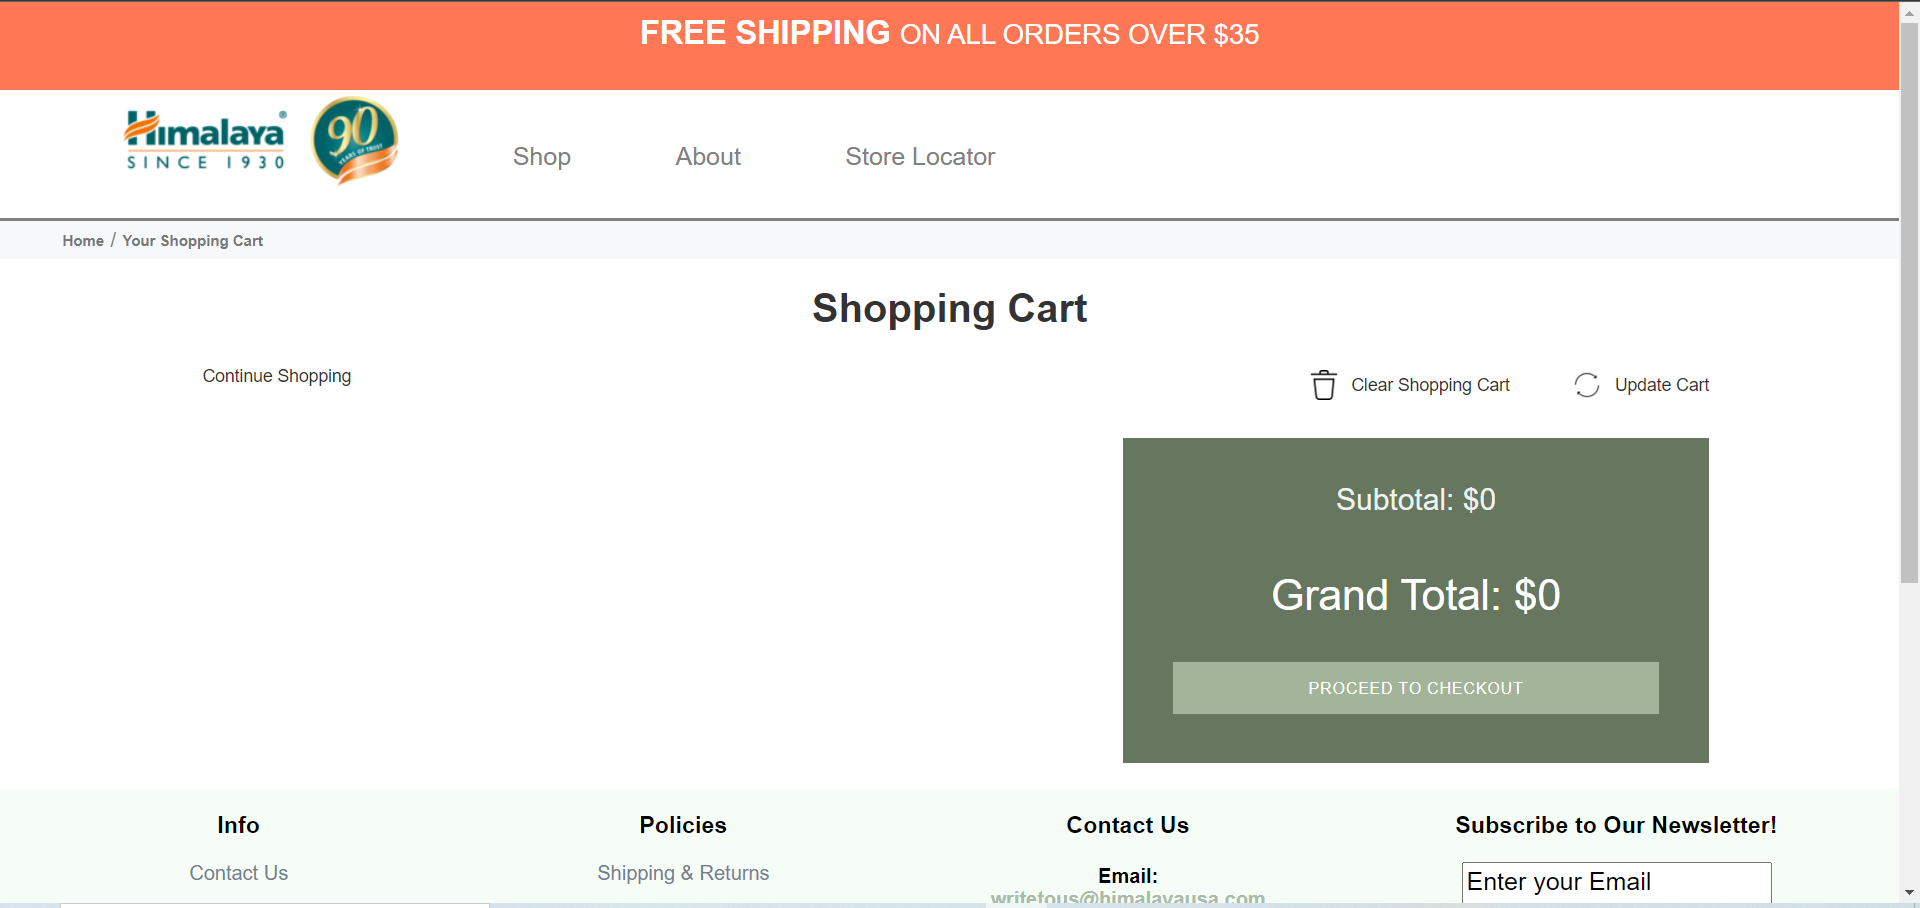 FREE SHIPPING ON ALL ORDERS OVER $35
Himalaya®
SINCE 1930
90
YEARS OF TRUST
Shop
About
Store Locator
Home / Your Shopping Cart
Shopping Cart
Continue Shopping
Clear Shopping Cart
Update Cart
Subtotal: $0
Grand Total: $0
PROCEED TO CHECKOUT
Info
Contact Us
Policies
Shipping & Returns
Contact Us
Email:
writetous@himalayausa.com
Subscribe to Our Newsletter!
Enter your Email